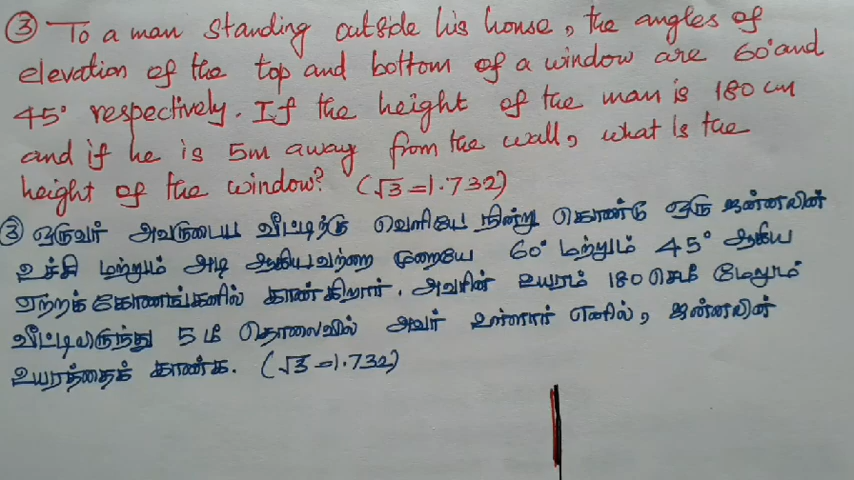 ③ To a man standing outside his house, the angles of
elevation of the top and bottom of a window are 60° and
45° respectively. If the height of the man is 180 cm
and if he is 5m away from the wall, what is the
height of the window? (√3=1.732)
③ ஒருவர் அவருடைய வீட்டிற்கு வெளியே நின்று கொண்டு ஒரு ஜன்னலின்
உச்சி மற்றும் அடி ஆகியவற்றை முறையே 60° மற்றும் 45° ஆகிய
ஏற்றக்கோணங்களில் காண்கிறார். அவரின் உயரம் 180 செமீ மேலும்
வீட்டிலிருந்து 5 மீ தொலைவில் அவர் உள்ளார் எனில், ஜன்னலின்
உயரத்தைக் காண்க. (√3=1.732)